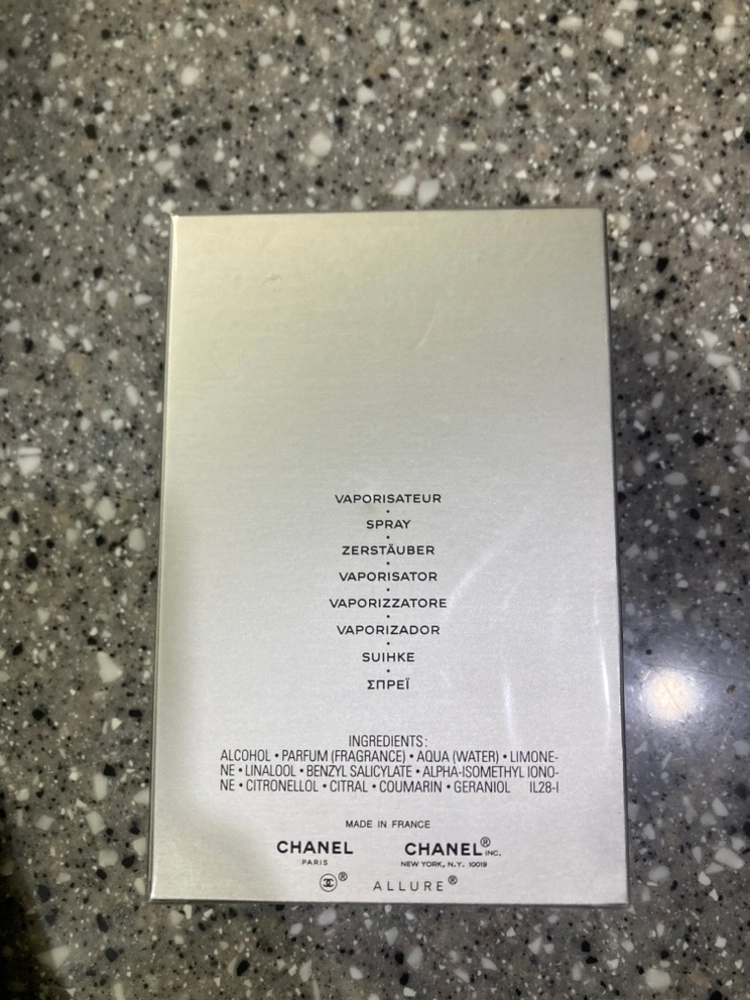 VAPORISATEUR
•
SPRAY
•
ZERSTÄUBER
•
VAPORISATOR
•
VAPORIZZATORE
•
VAPORIZADOR
•
SUIHKE
•
ΣΠΡΕΪ
INGREDIENTS:
ALCOHOL • PARFUM (FRAGRANCE) • AQUA (WATER) • LIMONE-
NE • LINALOOL • BENZYL SALICYLATE • ALPHA-ISOMETHYL IONO-
NE • CITRONELLOL • CITRAL • COUMARIN • GERANIOL IL28-I
MADE IN FRANCE
CHANEL CHANEL® INC.
PARIS NEW YORK, N.Y. 10019
® ALLURE®